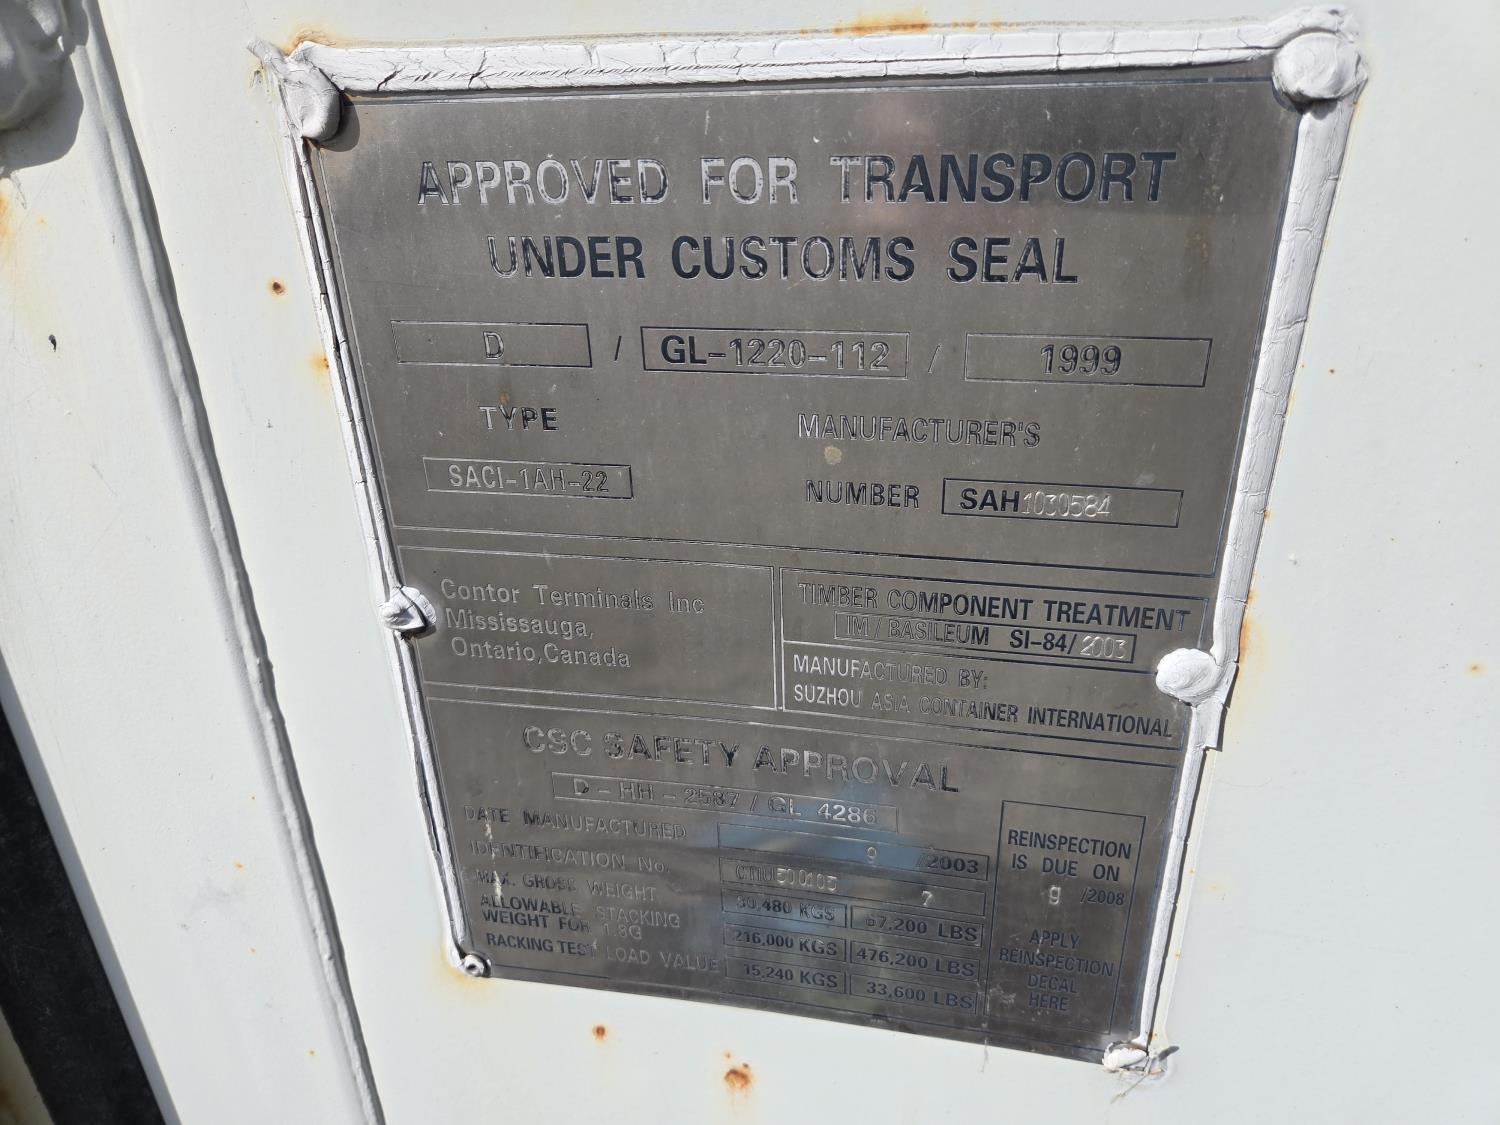 APPROVED FOR TRANSPORT
UNDER CUSTOMS SEAL
D / GL-1220-112 / 1999
TYPE
MANUFACTURER'S
SACI-1AH-22
NUMBER SAH1030584
Contor Terminals Inc
Mississauga,
Ontario,Canada
TIMBER COMPONENT TREATMENT
IM/BASILEUM SI-84/2003
MANUFACTURED BY:
SUZHOU ASIA CONTAINER INTERNATIONAL
CSC SAFETY APPROVAL
D-HH-2587/GL 4286
DATE MANUFACTURED 9 /2003
IDENTIFICATION No. 7
MAX. GROSS WEIGHT 30,480 KGS 67,200 LBS
ALLOWABLE STACKING
WEIGHT FOR 1.8G 216,000 KGS 476,200 LBS
RACKING TEST LOAD VALUE 15,240 KGS 33,600 LBS
REINSPECTION
IS DUE ON
9 /2008
APPLY
REINSPECTION
DECAL
HERE